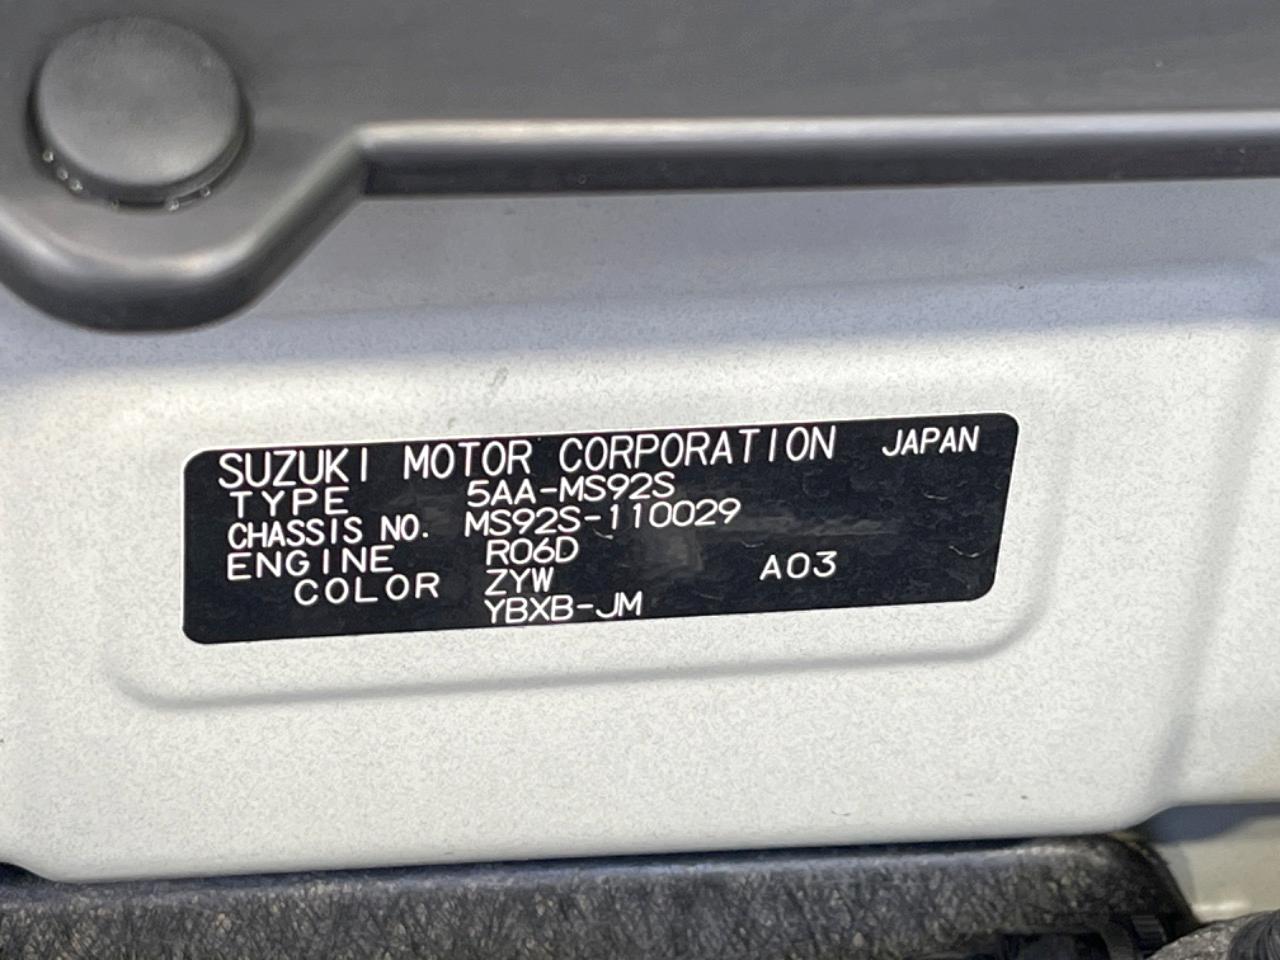 SUZUKI MOTOR CORPORATION JAPAN
TYPE 5AA-MS92S
CHASSIS NO. MS92S-110029
ENGINE R06D
COLOR ZYW A03
YBXB-JM